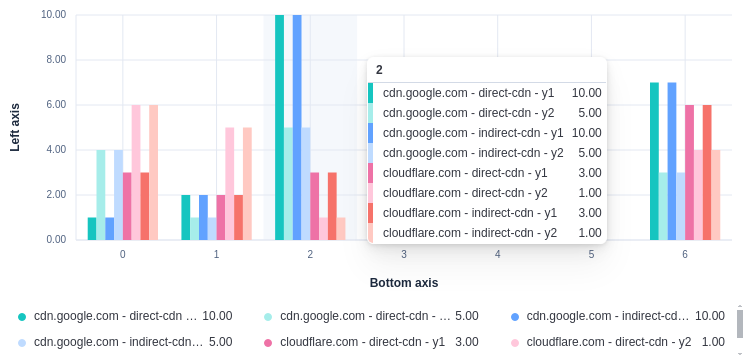 10.00
8.00
6.00
4.00
2.00
0.00
Left axis
0 1 2 3 4 5 6
Bottom axis
2
cdn.google.com - direct-cdn - y1 10.00
cdn.google.com - direct-cdn - y2 5.00
cdn.google.com - indirect-cdn - y1 10.00
cdn.google.com - indirect-cdn - y2 5.00
cloudflare.com - direct-cdn - y1 3.00
cloudflare.com - direct-cdn - y2 1.00
cloudflare.com - indirect-cdn - y1 3.00
cloudflare.com - indirect-cdn - y2 1.00
cdn.google.com - direct-cdn ... 10.00 cdn.google.com - direct-cdn - ... 5.00 cdn.google.com - indirect-cd... 10.00
cdn.google.com - indirect-cdn... 5.00 cloudflare.com - direct-cdn - y1 3.00 cloudflare.com - direct-cdn - y2 1.00